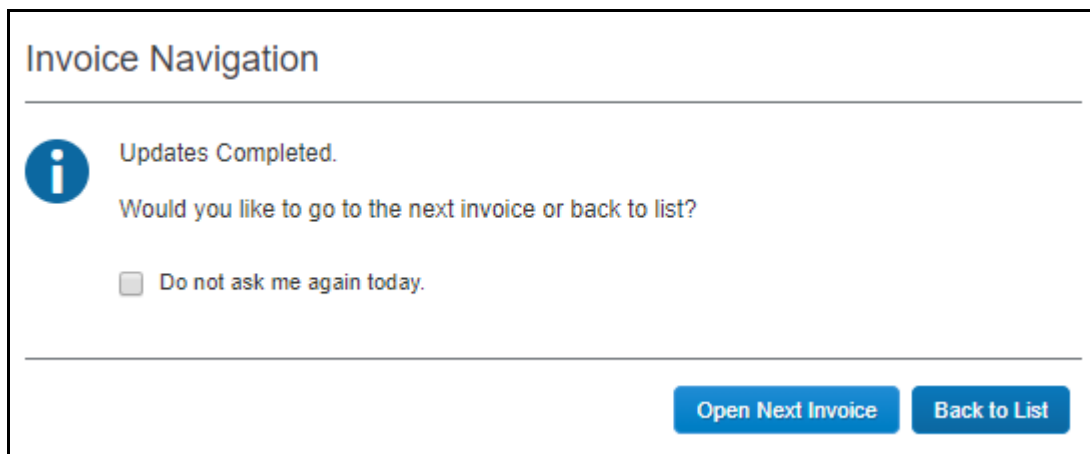 Invoice Navigation
Updates Completed.
Would you like to go to the next invoice or back to list?
Do not ask me again today.
Open Next Invoice Back to List